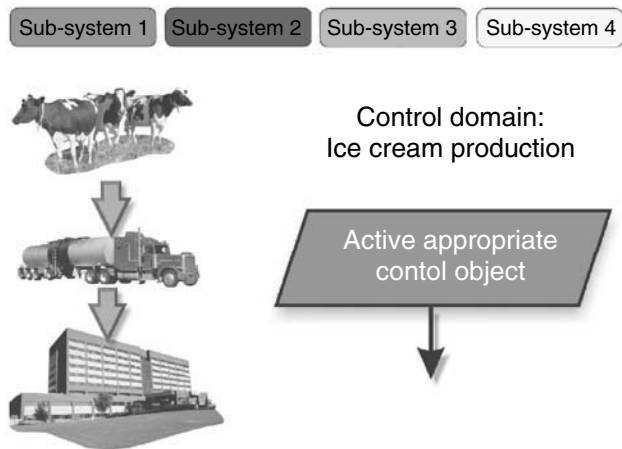 Sub-system 1
Sub-system 2
Sub-system 3
Sub-system 4
Control domain:
Ice cream production
Active appropriate
contol object